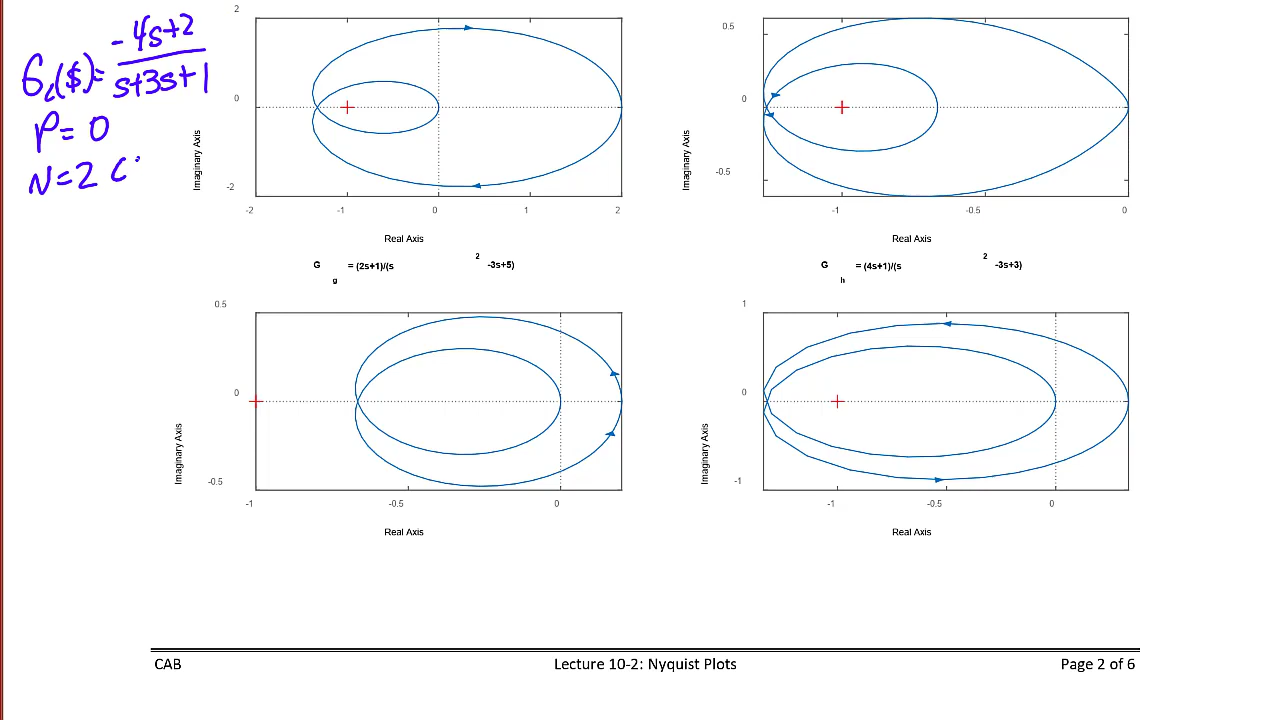 G_c(s) = -4s+2
s+3s+1
P = 0
N = 2 C
2
0
-2
Imaginary Axis
-2 -1 0 1 2
Real Axis
0.5
0
-0.5
Imaginary Axis
-1 -0.5 0
Real Axis
G_g = (2s+1)/(s^2 -3s+5)
0.5
0
-0.5
Imaginary Axis
-1 -0.5 0
Real Axis
G_h = (4s+1)/(s^2 -3s+3)
1
0
-1
Imaginary Axis
-1 -0.5 0
Real Axis
CAB Lecture 10-2: Nyquist Plots Page 2 of 6